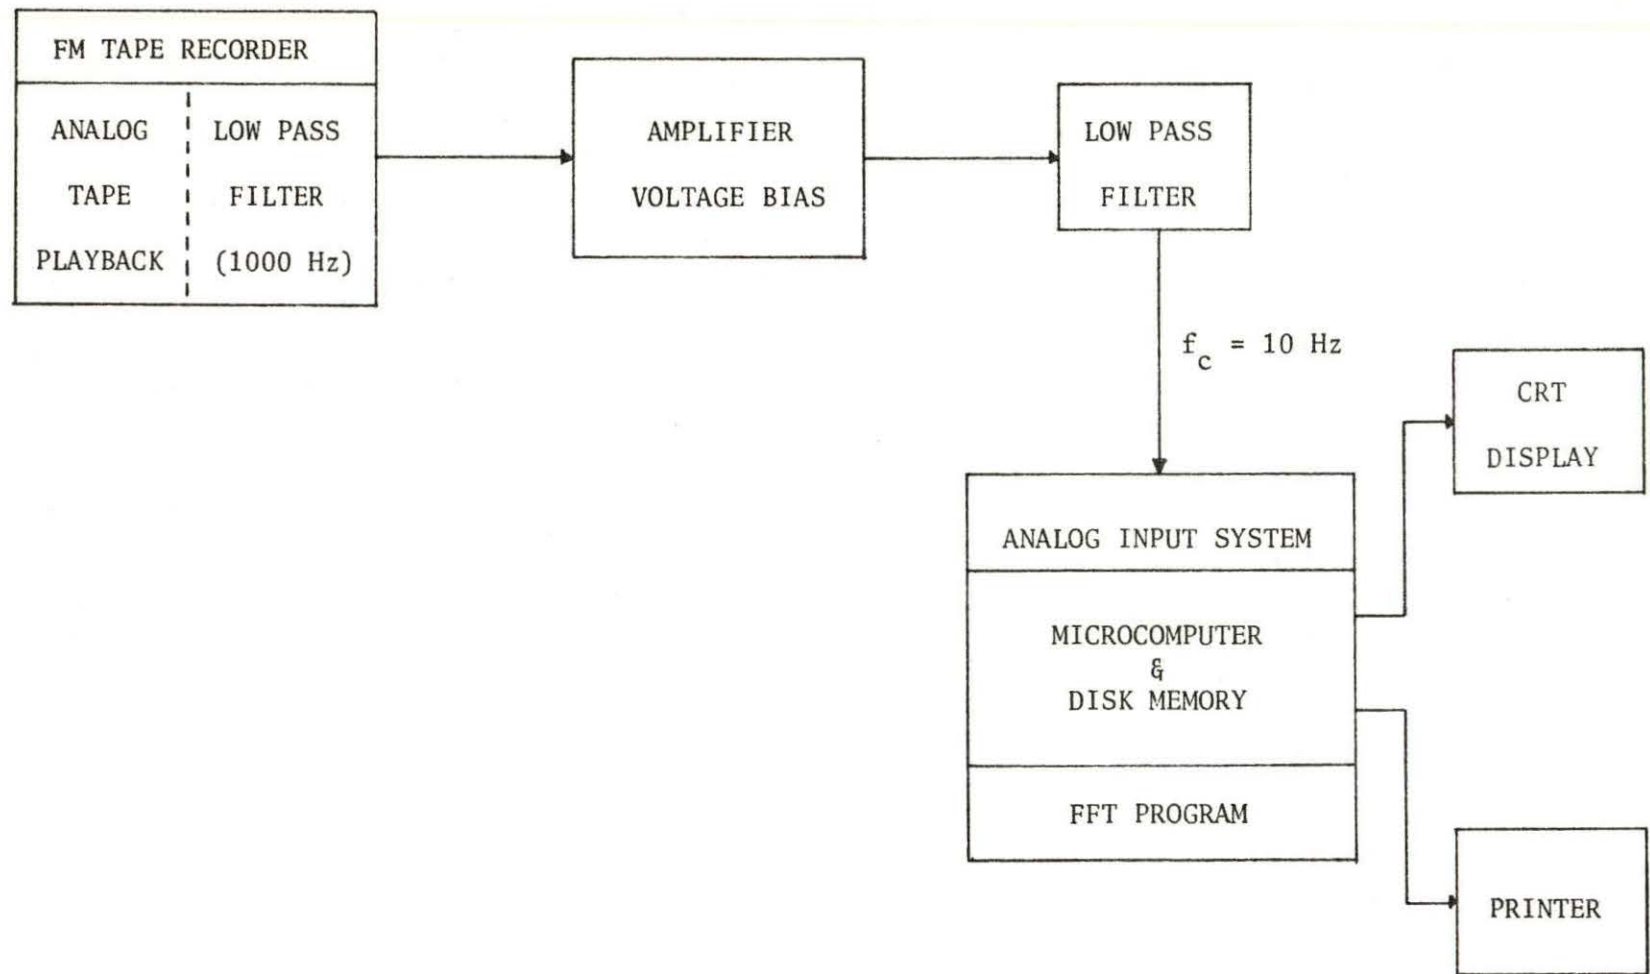 FM TAPE RECORDER
ANALOG
TAPE
PLAYBACK
LOW PASS
FILTER
(1000 Hz)
AMPLIFIER
VOLTAGE BIAS
LOW PASS
FILTER
f_c = 10 Hz
ANALOG INPUT SYSTEM
MICROCOMPUTER
&
DISK MEMORY
FFT PROGRAM
CRT
DISPLAY
PRINTER